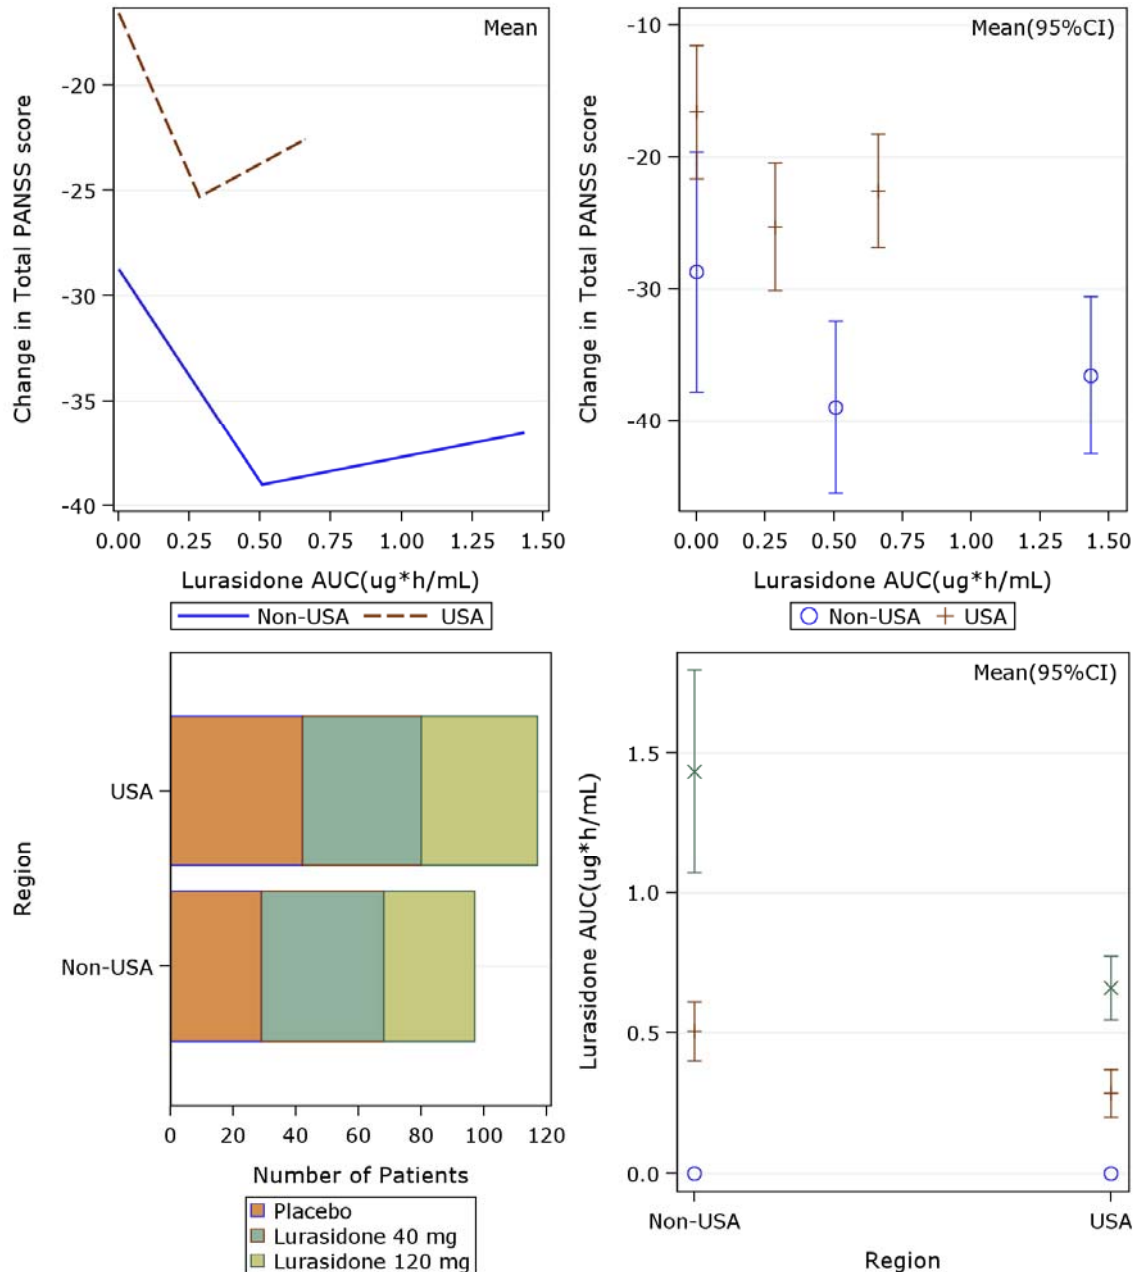 Mean
Change in Total PANSS score
-20
-25
-30
-35
-40
0.00 0.25 0.50 0.75 1.00 1.25 1.50
Lurasidone AUC(ug*h/mL)
Non-USA USA
Mean(95%CI)
Change in Total PANSS score
-10
-20
-30
-40
0.00 0.25 0.50 0.75 1.00 1.25 1.50
Lurasidone AUC(ug*h/mL)
Non-USA USA
Region
USA
Non-USA
0 20 40 60 80 100 120
Number of Patients
Placebo
Lurasidone 40 mg
Lurasidone 120 mg
Mean(95%CI)
Lurasidone AUC(ug*h/mL)
1.5
1.0
0.5
0.0
Non-USA USA
Region